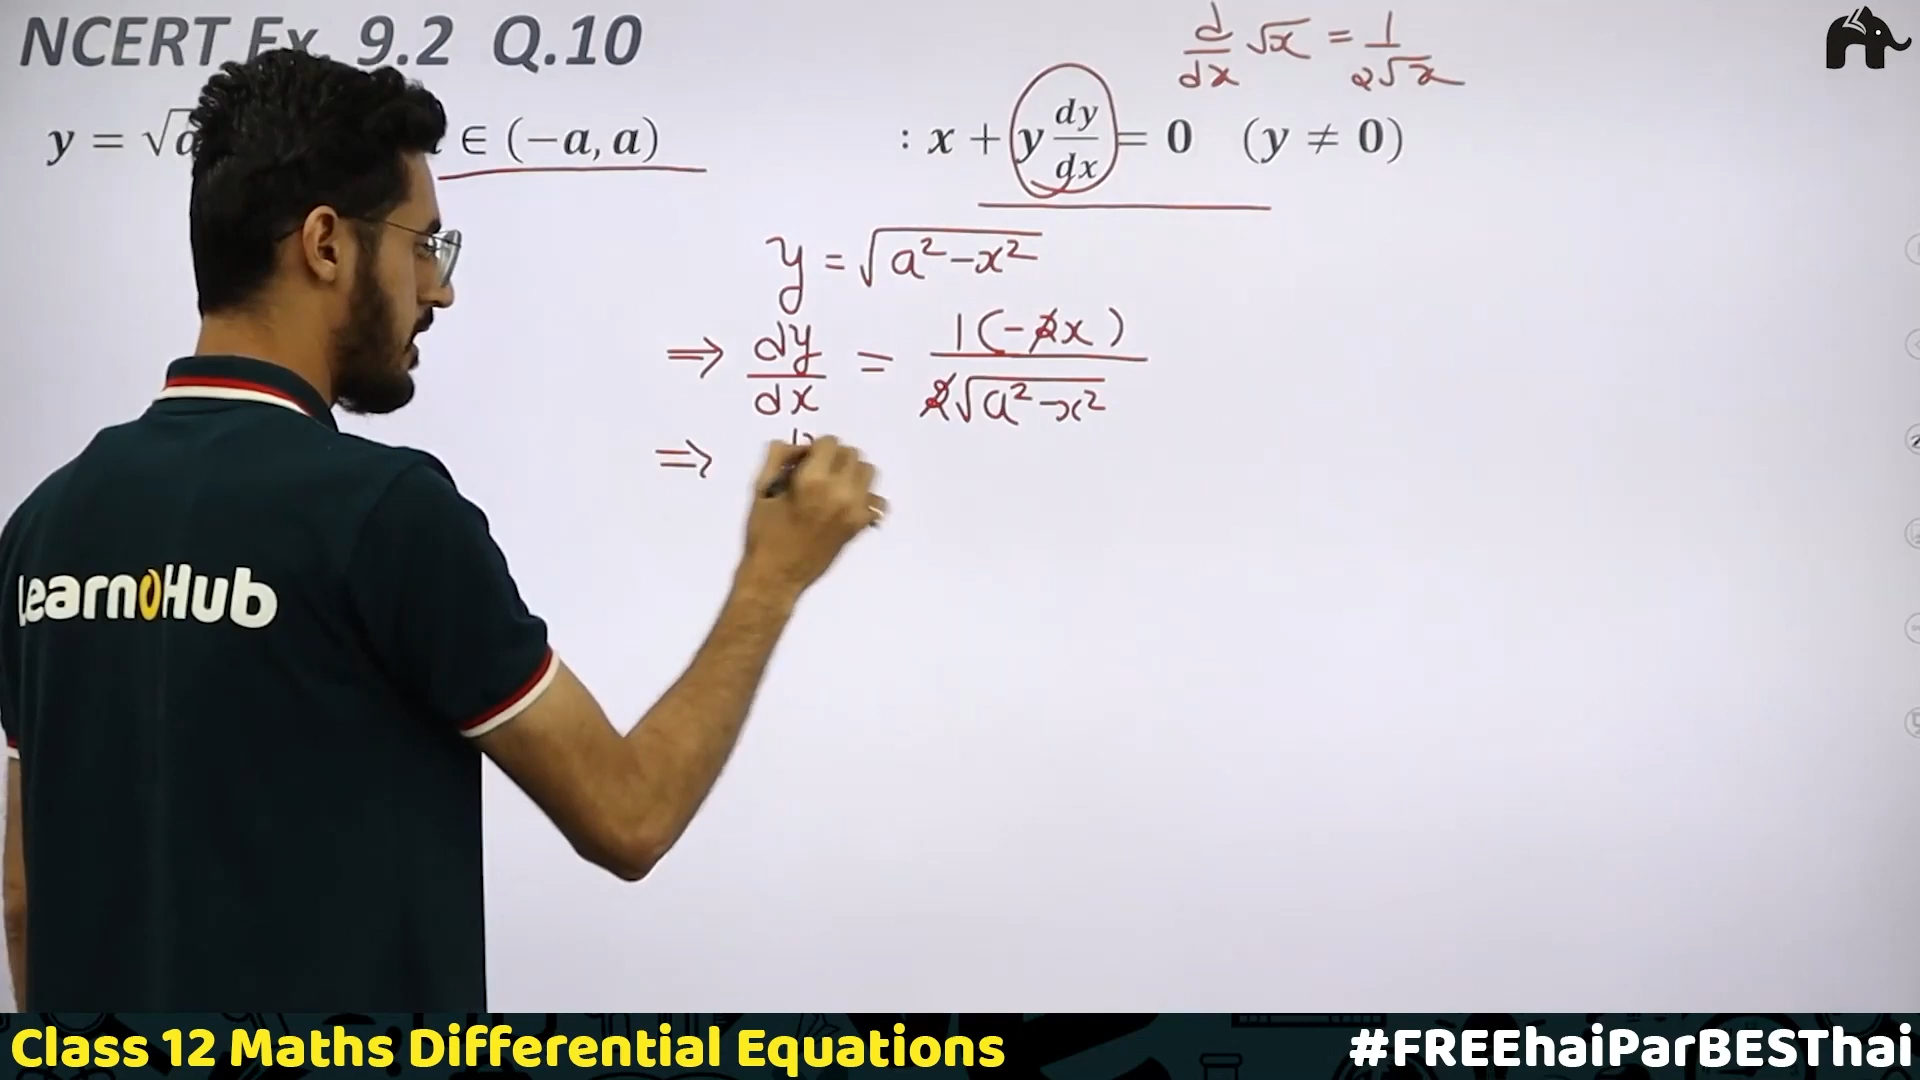 NCERT Ex. 9.2 Q.10
d/dx √x = 1/2√x
y = √a ∈ (−a, a) : x + y dy/dx = 0 (y ≠ 0)
y = √a² − x²
⇒ dy/dx = 1(−2x)/2√a² − x²
⇒
LearnoHub
Class 12 Maths Differential Equations #FREEhaiParBESThai